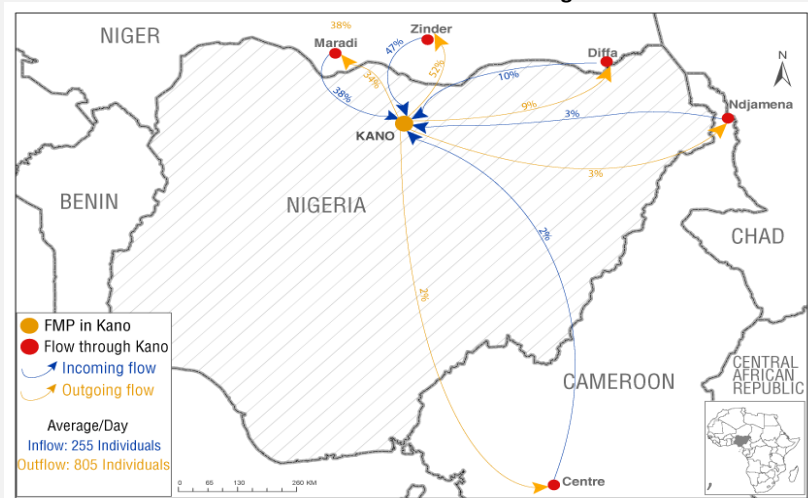 NIGER
38%
Maradi
Zinder
Diffa
N
47%
52%
34%
38%
10%
9%
3%
Ndjamena
KANO
3%
BENIN
NIGERIA
CHAD
2%
2%
FMP in Kano
Flow through Kano
Incoming flow
Outgoing flow
Average/Day
Inflow: 255 Individuals
Outflow: 805 Individuals
CAMEROON
CENTRAL
AFRICAN
REPUBLIC
0 65 130 260 KM
Centre